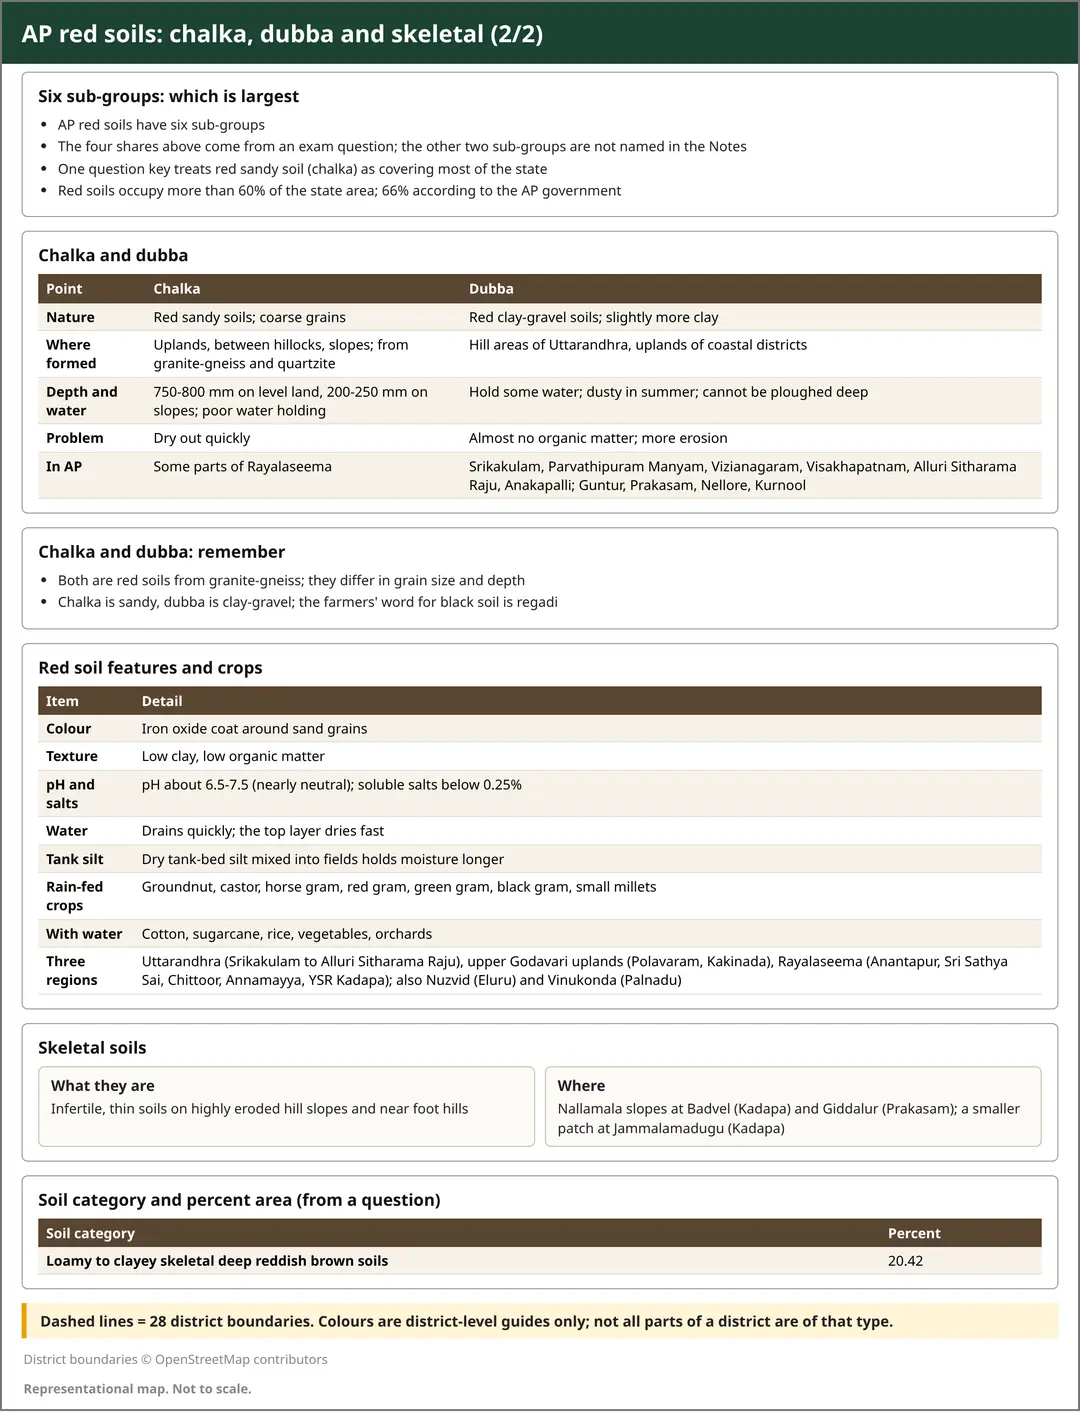 AP red soils: chalka, dubba and skeletal (2/2)
Six sub-groups: which is largest
• AP red soils have six sub-groups
• The four shares above come from an exam question; the other two sub-groups are not named in the Notes
• One question key treats red sandy soil (chalka) as covering most of the state
• Red soils occupy more than 60% of the state area; 66% according to the AP government
Chalka and dubba
Point Chalka Dubba
Nature Red sandy soils; coarse grains Red clay-gravel soils; slightly more clay
Where formed Uplands, between hillocks, slopes; from granite-gneiss and quartzite Hill areas of Uttarandhra, uplands of coastal districts
Depth and water 750-800 mm on level land, 200-250 mm on slopes; poor water holding Hold some water; dusty in summer; cannot be ploughed deep
Problem Dry out quickly Almost no organic matter; more erosion
In AP Some parts of Rayalaseema Srikakulam, Parvathipuram Manyam, Vizianagaram, Visakhapatnam, Alluri Sitharama Raju, Anakapalli; Guntur, Prakasam, Nellore, Kurnool
Chalka and dubba: remember
• Both are red soils from granite-gneiss; they differ in grain size and depth
• Chalka is sandy, dubba is clay-gravel; the farmers' word for black soil is regadi
Red soil features and crops
Item Detail
Colour Iron oxide coat around sand grains
Texture Low clay, low organic matter
pH and salts pH about 6.5-7.5 (nearly neutral); soluble salts below 0.25%
Water Drains quickly; the top layer dries fast
Tank silt Dry tank-bed silt mixed into fields holds moisture longer
Rain-fed crops Groundnut, castor, horse gram, red gram, green gram, black gram, small millets
With water Cotton, sugarcane, rice, vegetables, orchards
Three regions Uttarandhra (Srikakulam to Alluri Sitharama Raju), upper Godavari uplands (Polavaram, Kakinada), Rayalaseema (Anantapur, Sri Sathya Sai, Chittoor, Annamayya, YSR Kadapa); also Nuzvid (Eluru) and Vinukonda (Palnadu)
Skeletal soils
What they are
Infertile, thin soils on highly eroded hill slopes and near foot hills
Where
Nallamala slopes at Badvel (Kadapa) and Giddalur (Prakasam); a smaller
patch at Jammalamadugu (Kadapa)
Soil category and percent area (from a question)
Soil category Percent
Loamy to clayey skeletal deep reddish brown soils 20.42
Dashed lines = 28 district boundaries. Colours are district-level guides only; not all parts of a district are of that type.
District boundaries © OpenStreetMap contributors
Representational map. Not to scale.